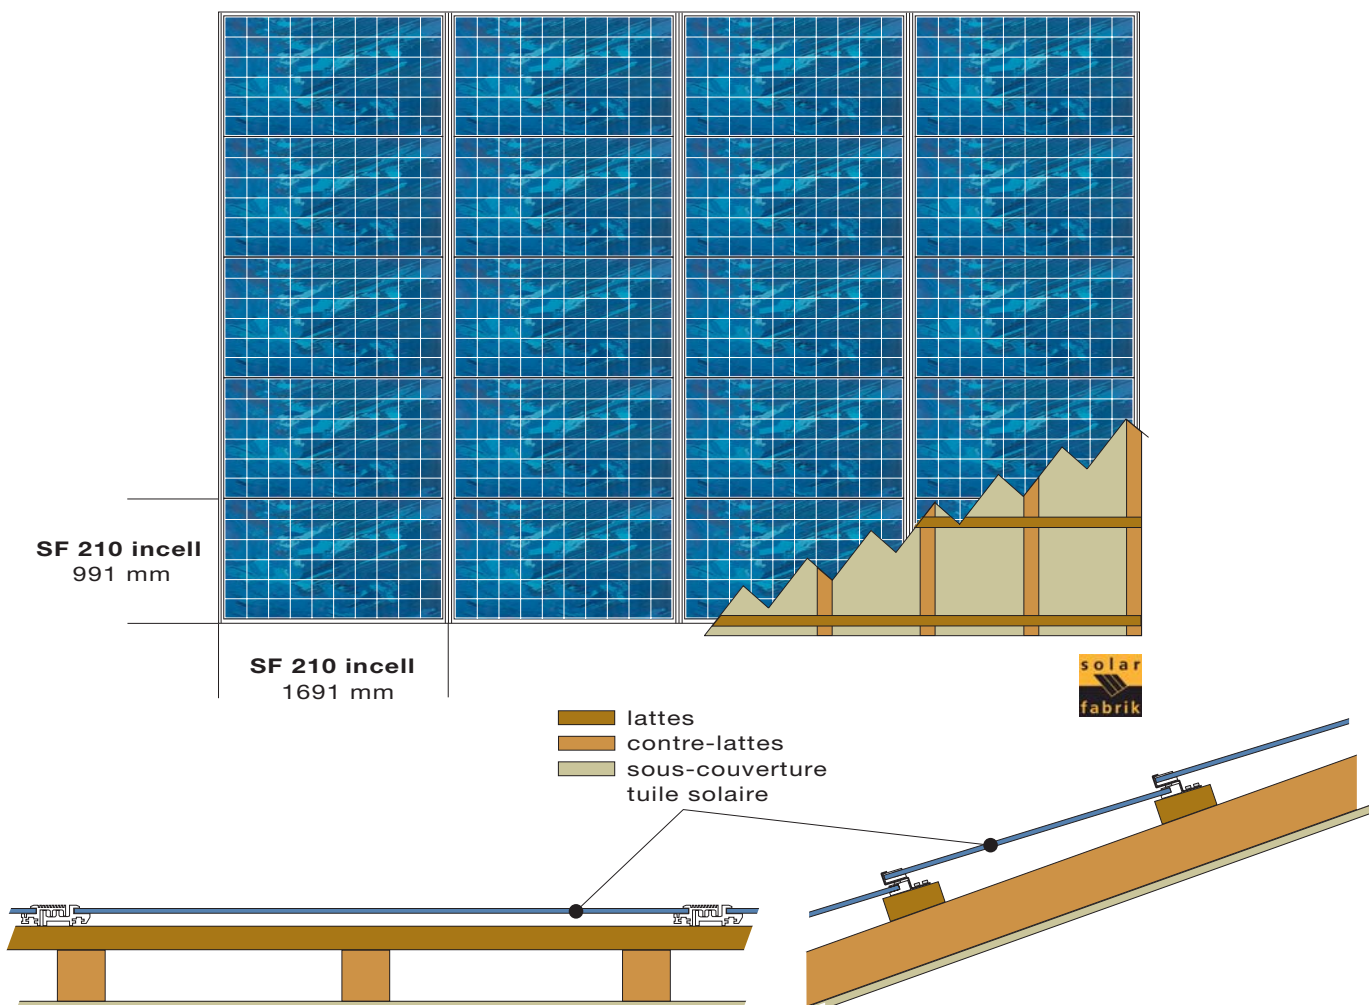 SF 210 incell
991 mm
SF 210 incell
1691 mm
solar
fabrik
lattes
contre-lattes
sous-couverture
tuile solaire